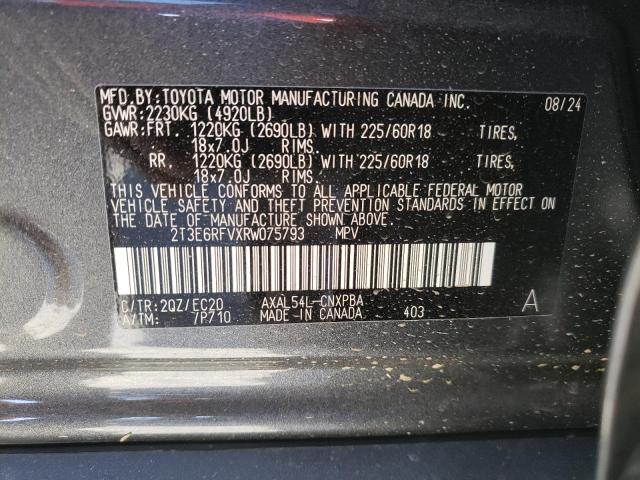 MFD. BY: TOYOTA MOTOR MANUFACTURING CANADA INC. 08/24
GVWR: 2230KG (4920LB)
GAWR: FRT. 1220KG (2690LB) WITH 225/60R18 TIRES,
18x7.0J RIMS.
RR. 1220KG (2690LB) WITH 225/60R18 TIRES,
18x7.0J RIMS.
THIS VEHICLE CONFORMS TO ALL APPLICABLE FEDERAL MOTOR
VEHICLE SAFETY AND THEFT PREVENTION STANDARDS IN EFFECT ON
THE DATE OF MANUFACTURE SHOWN ABOVE.
2T3E6RFVXRW075793 MPV
C/TR: 2QZ/EC20 AXAL54L-CNXPBA A
A/TM: 7P710 MADE IN CANADA 403